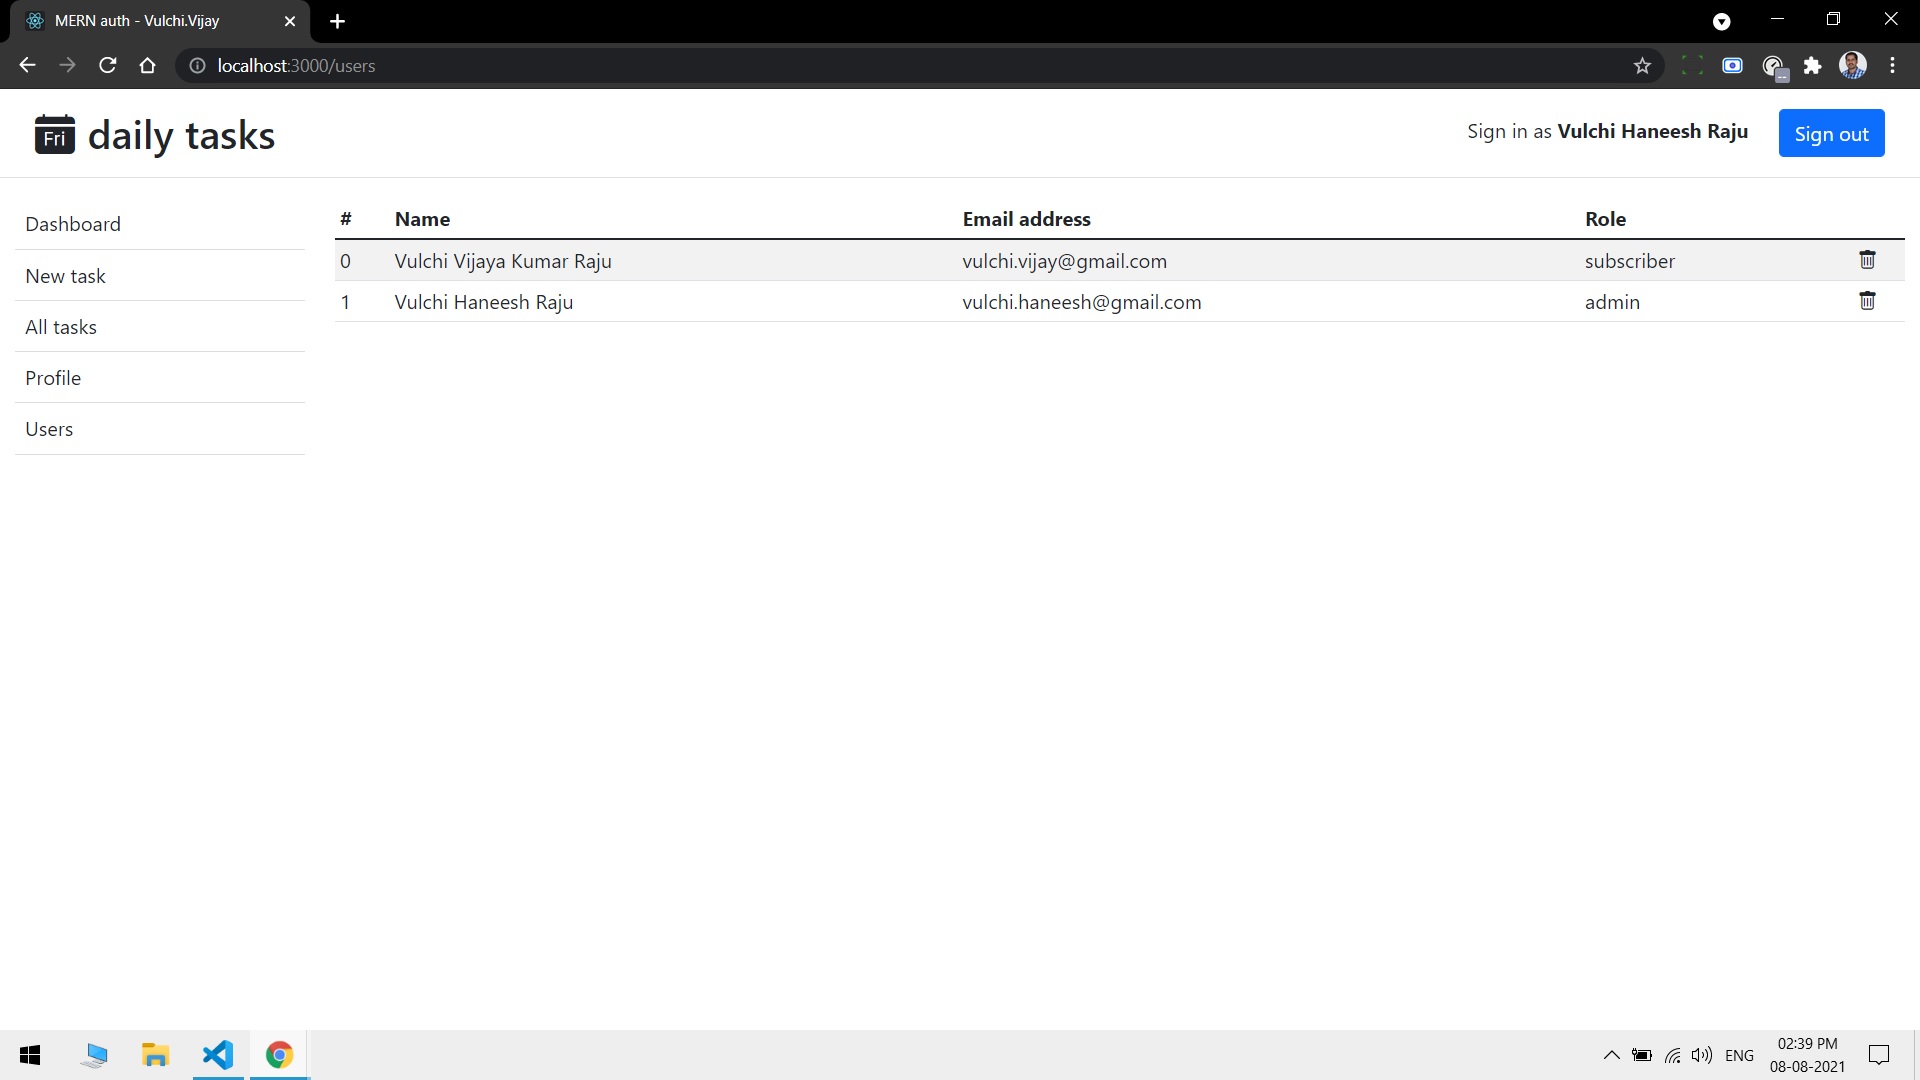 MERN auth - Vulchi.Vijay
localhost:3000/users
Fri daily tasks
Sign in as Vulchi Haneesh Raju
Sign out
Dashboard
New task
All tasks
Profile
Users
# Name Email address Role
0 Vulchi Vijaya Kumar Raju vulchi.vijay@gmail.com subscriber
1 Vulchi Haneesh Raju vulchi.haneesh@gmail.com admin
ENG
02:39 PM
08-08-2021